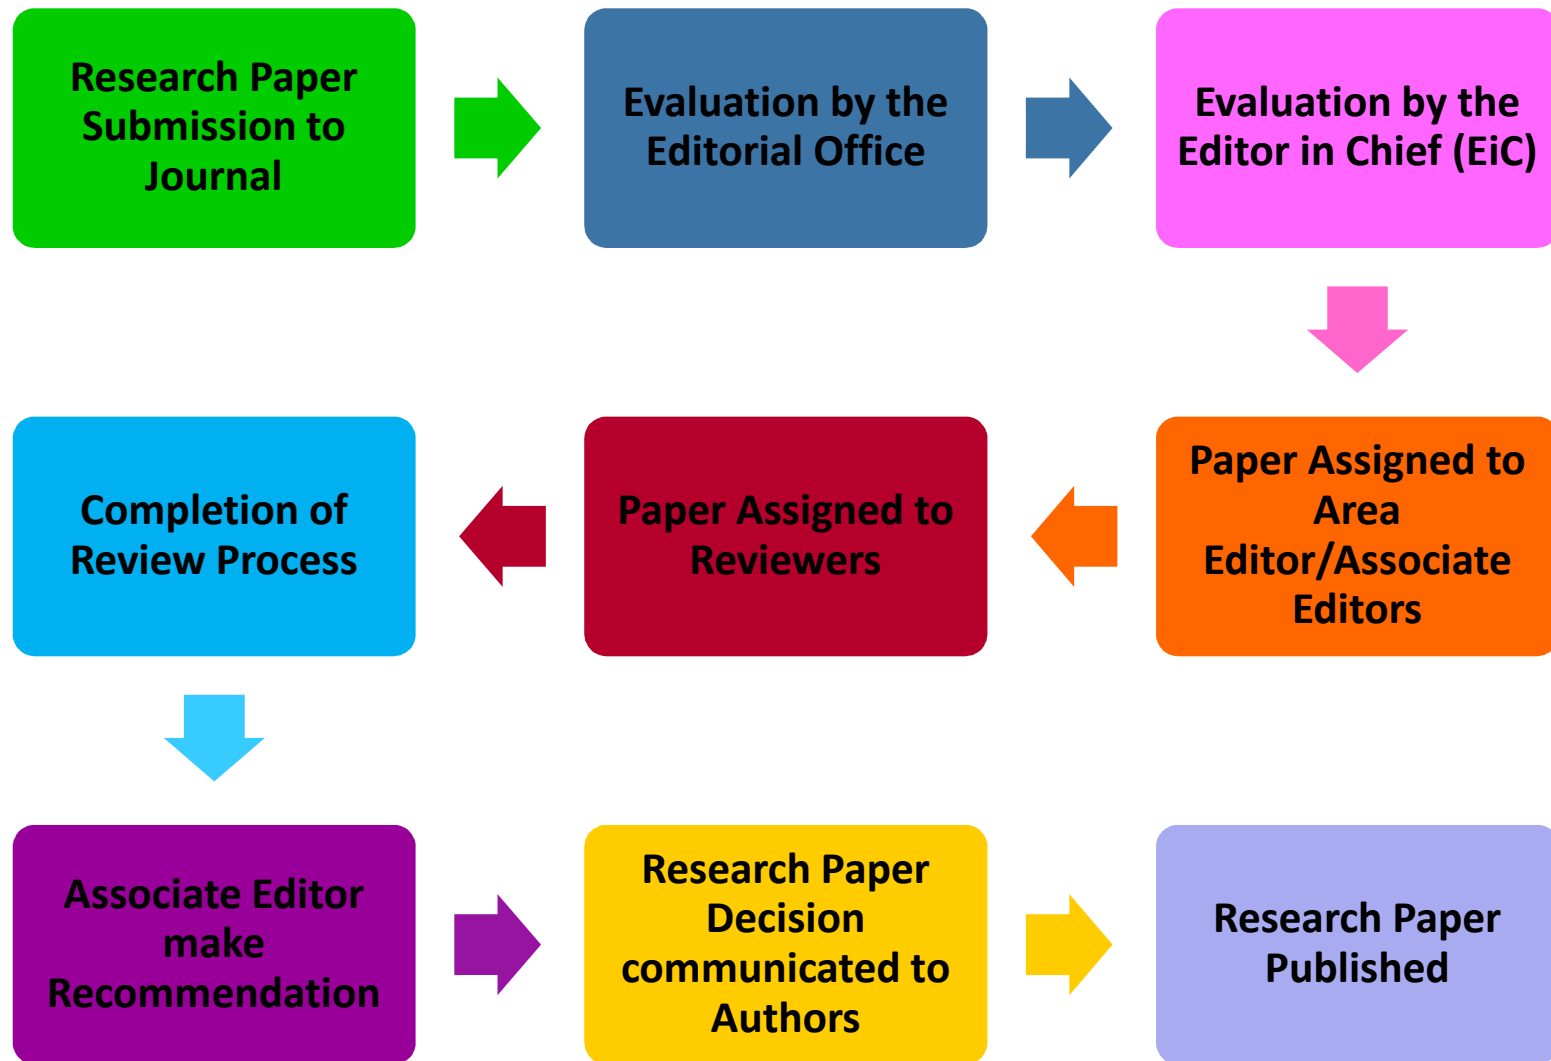 Research Paper
Submission to
Journal
Evaluation by the
Editorial Office
Evaluation by the
Editor in Chief (EiC)
Paper Assigned to
Area
Editor/Associate
Editors
Paper Assigned to
Reviewers
Completion of
Review Process
Associate Editor
make
Recommendation
Research Paper
Decision
communicated to
Authors
Research Paper
Published